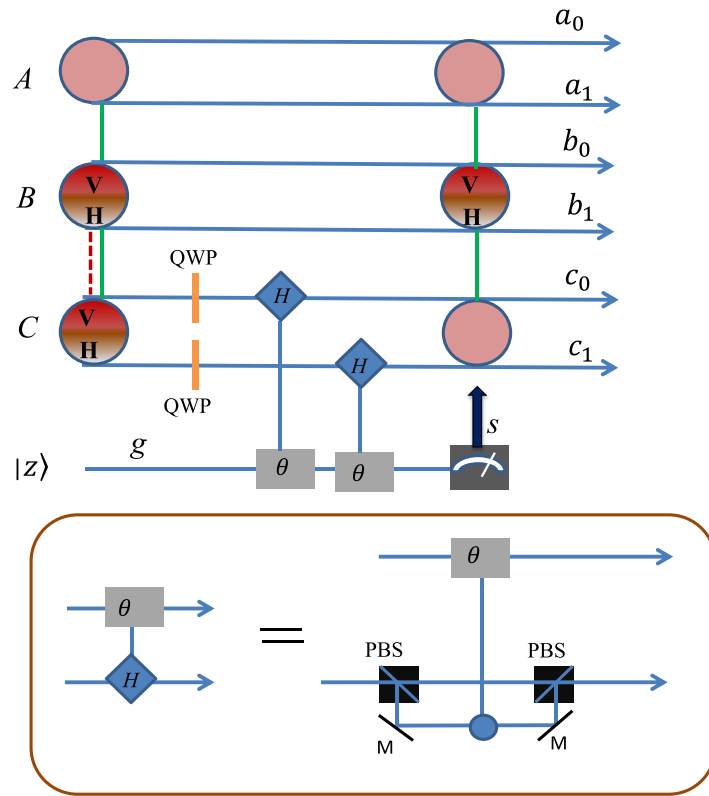 a₀
A
a₁
b₀
V
V
B
H
H
b₁
QWP
c₀
H
V
C
H
H
c₁
QWP
s
g
|z⟩
θ
θ
θ
θ
PBS
PBS
H
M
M